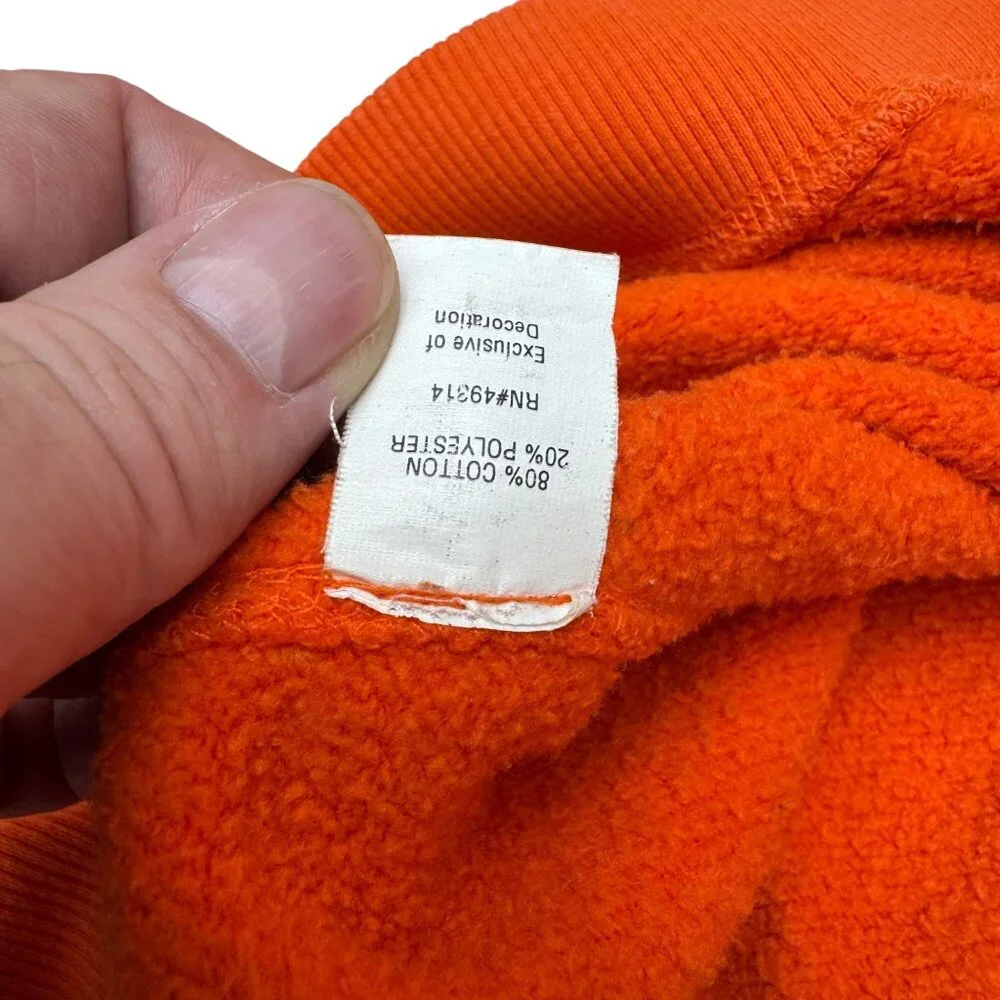 80% COTTON
20% POLYESTER
RN#49314
Exclusive of
Decoration